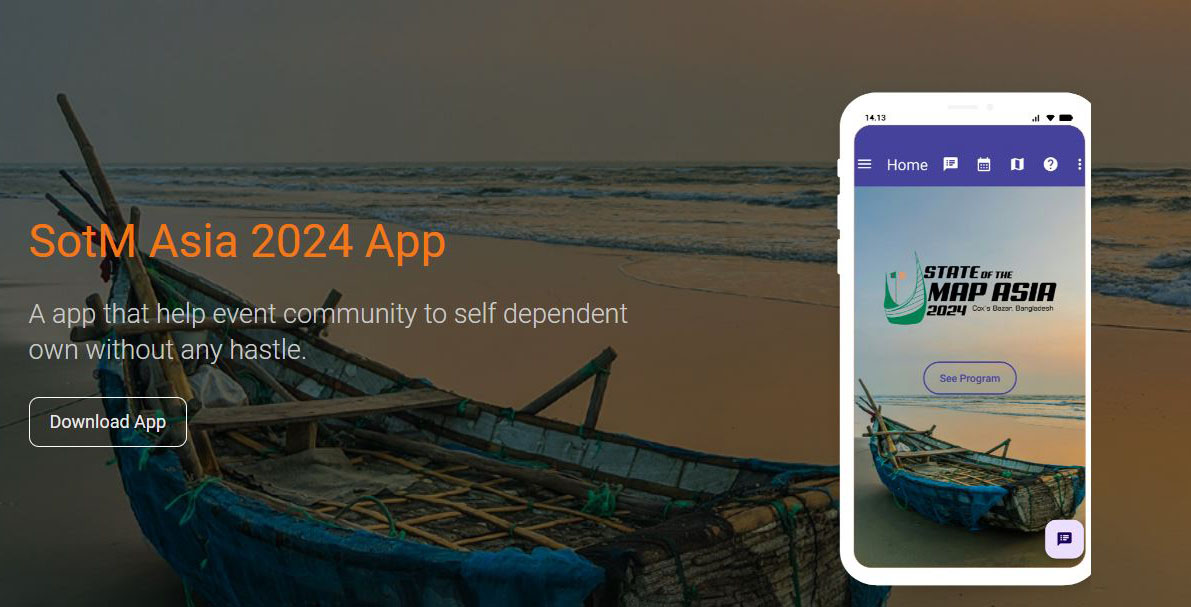 SotM Asia 2024 App
A app that help event community to self dependent
own without any hastle.
Download App
14.13
Home
STATE OF THE
MAP ASIA
2024 Cox's Bazar, Bangladesh
See Program